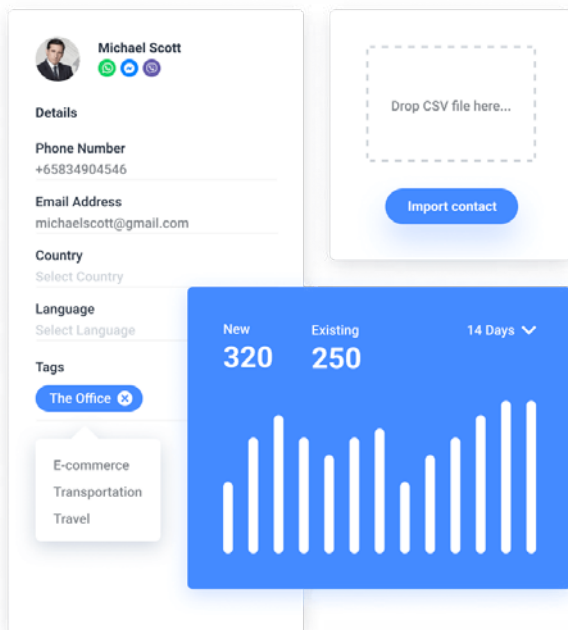 Michael Scott
Details
Phone Number
+65834904546
Email Address
michaelscott@gmail.com
Country
Select Country
Language
Select Language
Tags
The Office
E-commerce
Transportation
Travel
Drop CSV file here...
Import contact
New
320
Existing
250
14 Days